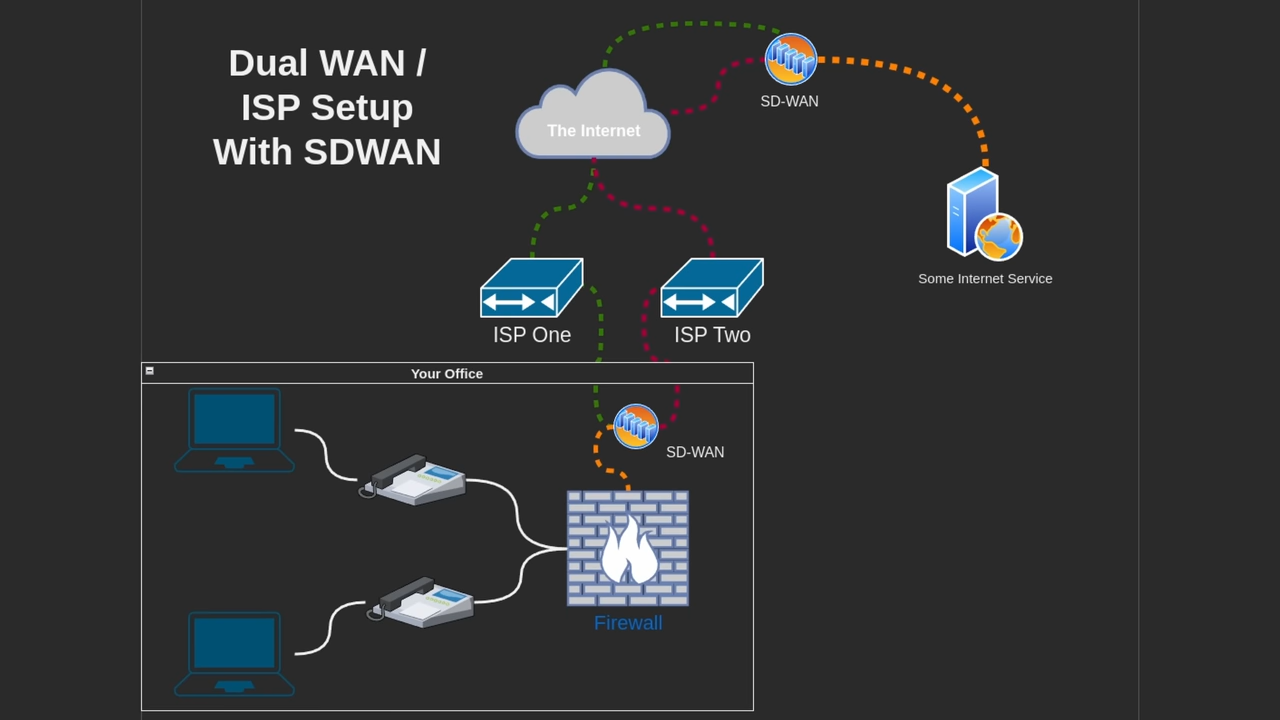 Dual WAN /
ISP Setup
With SDWAN
The Internet
SD-WAN
Some Internet Service
ISP One
ISP Two
Your Office
SD-WAN
Firewall